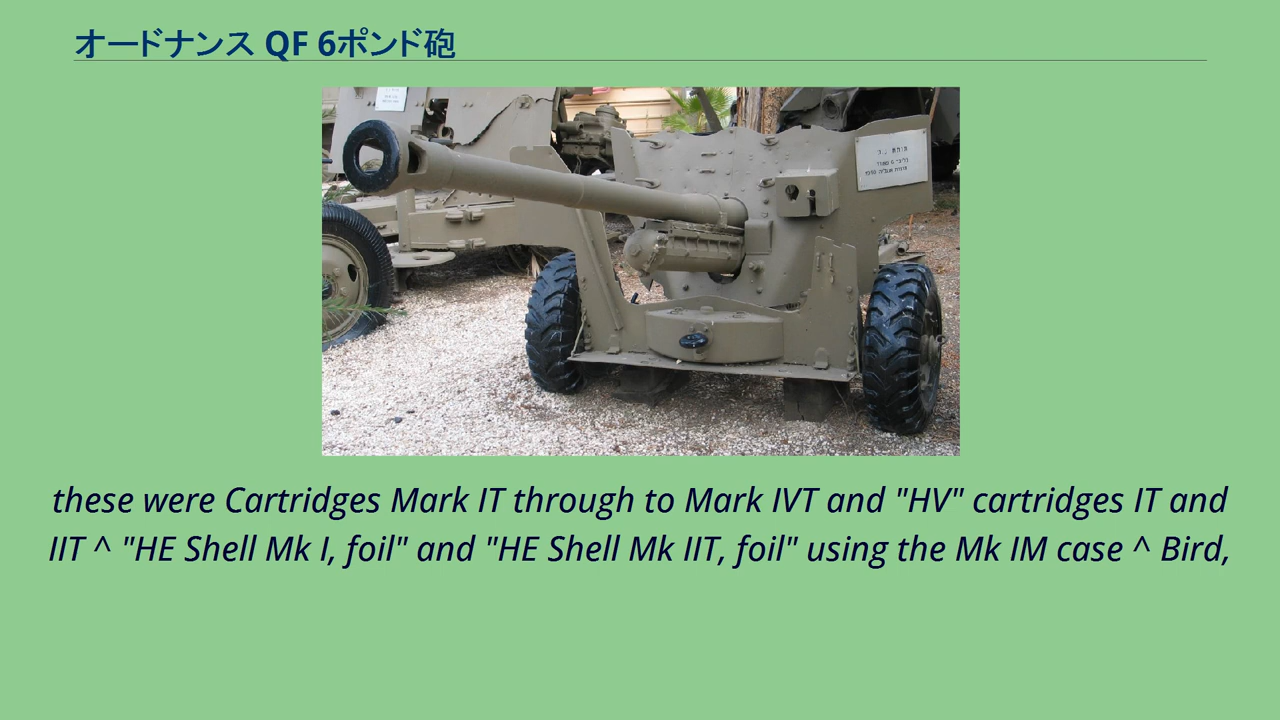 オードナンス QF 6ポンド砲
these were Cartridges Mark IT through to Mark IVT and "HV" cartridges IT and
IIT ^ "HE Shell Mk I, foil" and "HE Shell Mk IIT, foil" using the Mk IM case ^ Bird,